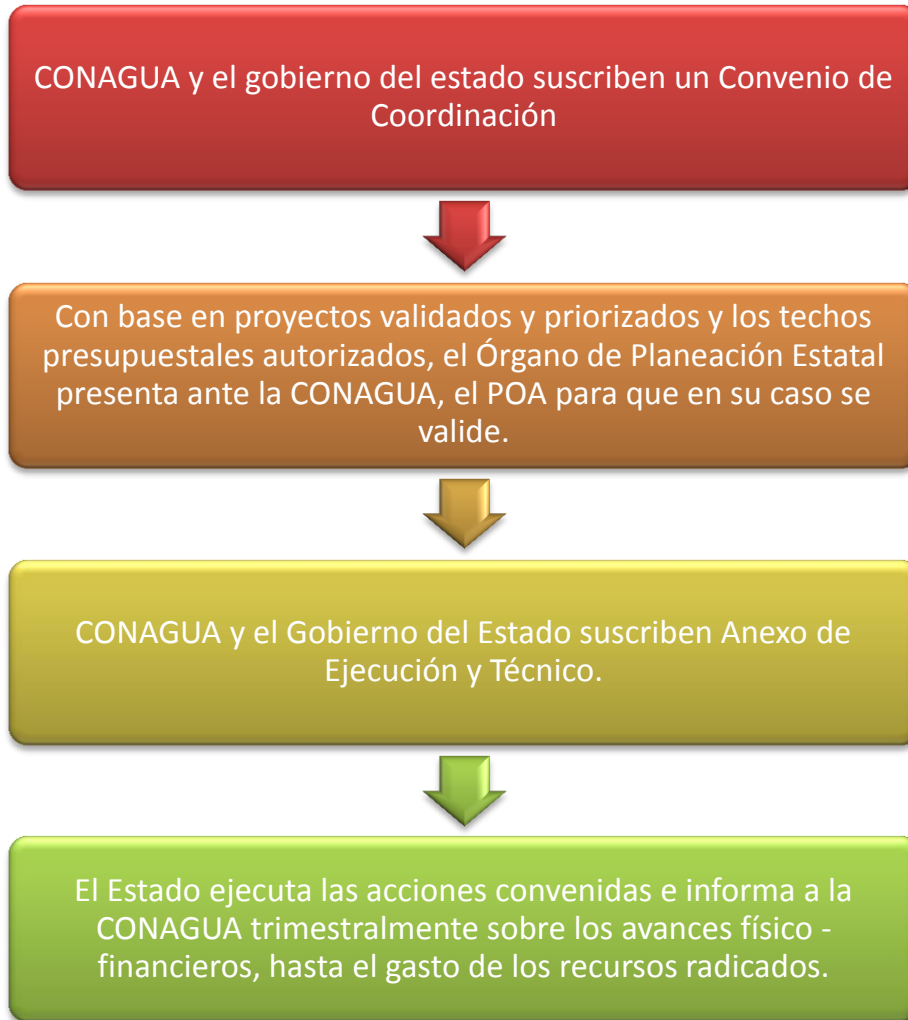 CONAGUA y el gobierno del estado suscriben un Convenio de
Coordinación
Con base en proyectos validados y priorizados y los techos
presupuestales autorizados, el Órgano de Planeación Estatal
presenta ante la CONAGUA, el POA para que en su caso se
valide.
CONAGUA y el Gobierno del Estado suscriben Anexo de
Ejecución y Técnico.
El Estado ejecuta las acciones convenidas e informa a la
CONAGUA trimestralmente sobre los avances físico -
financieros, hasta el gasto de los recursos radicados.